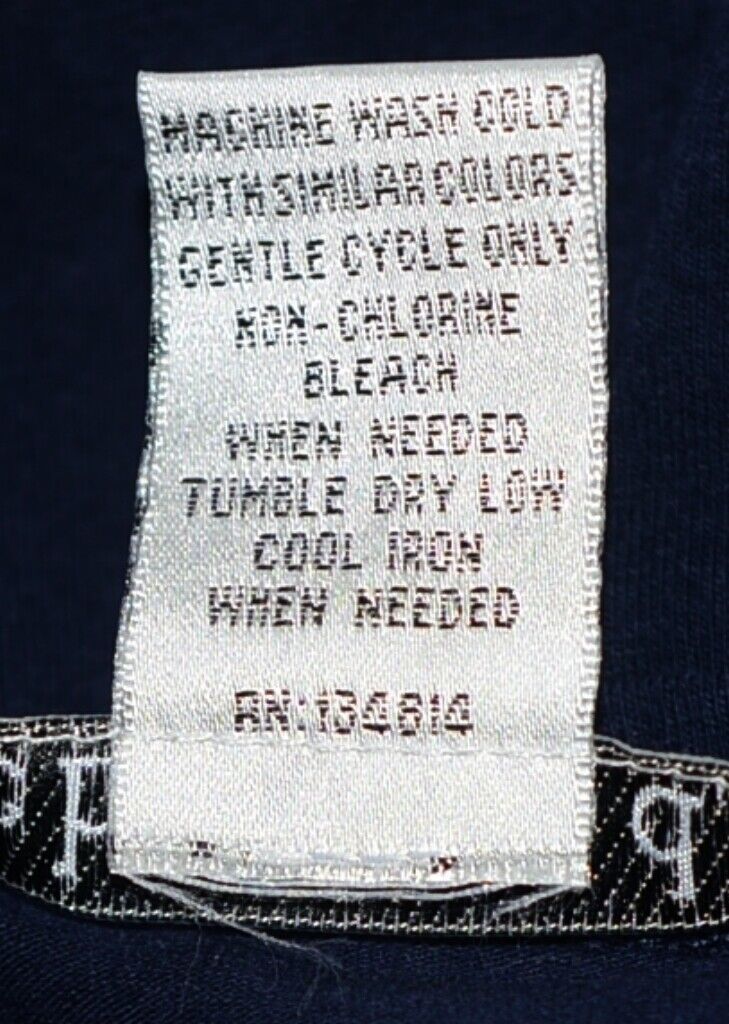 MACHINE WASH COLD
WITH SIMILAR COLORS
GENTLE CYCLE ONLY
NON-CHLORINE
BLEACH
WHEN NEEDED
TUMBLE DRY LOW
COOL IRON
WHEN NEEDED
RN:134814